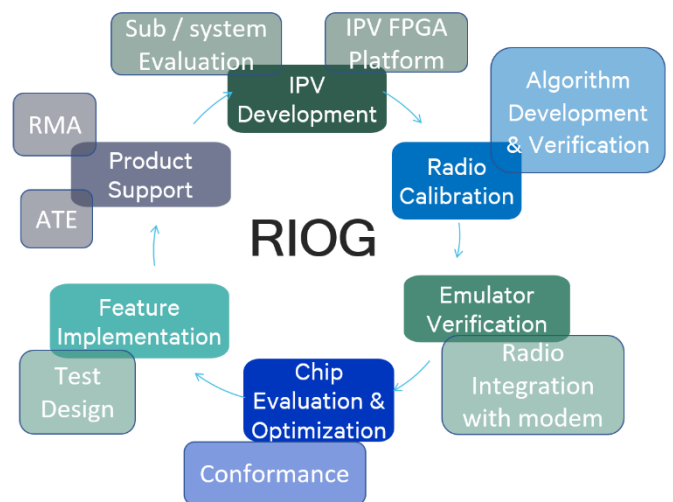 Sub / system
Evaluation
IPV FPGA
Platform
IPV
Development
Algorithm
Development
& Verification
Radio
Calibration
Emulator
Verification
Radio
Integration
with modem
Chip
Evaluation &
Optimization
Conformance
Feature
Implementation
Test
Design
Product
Support
RMA
ATE
RIOG